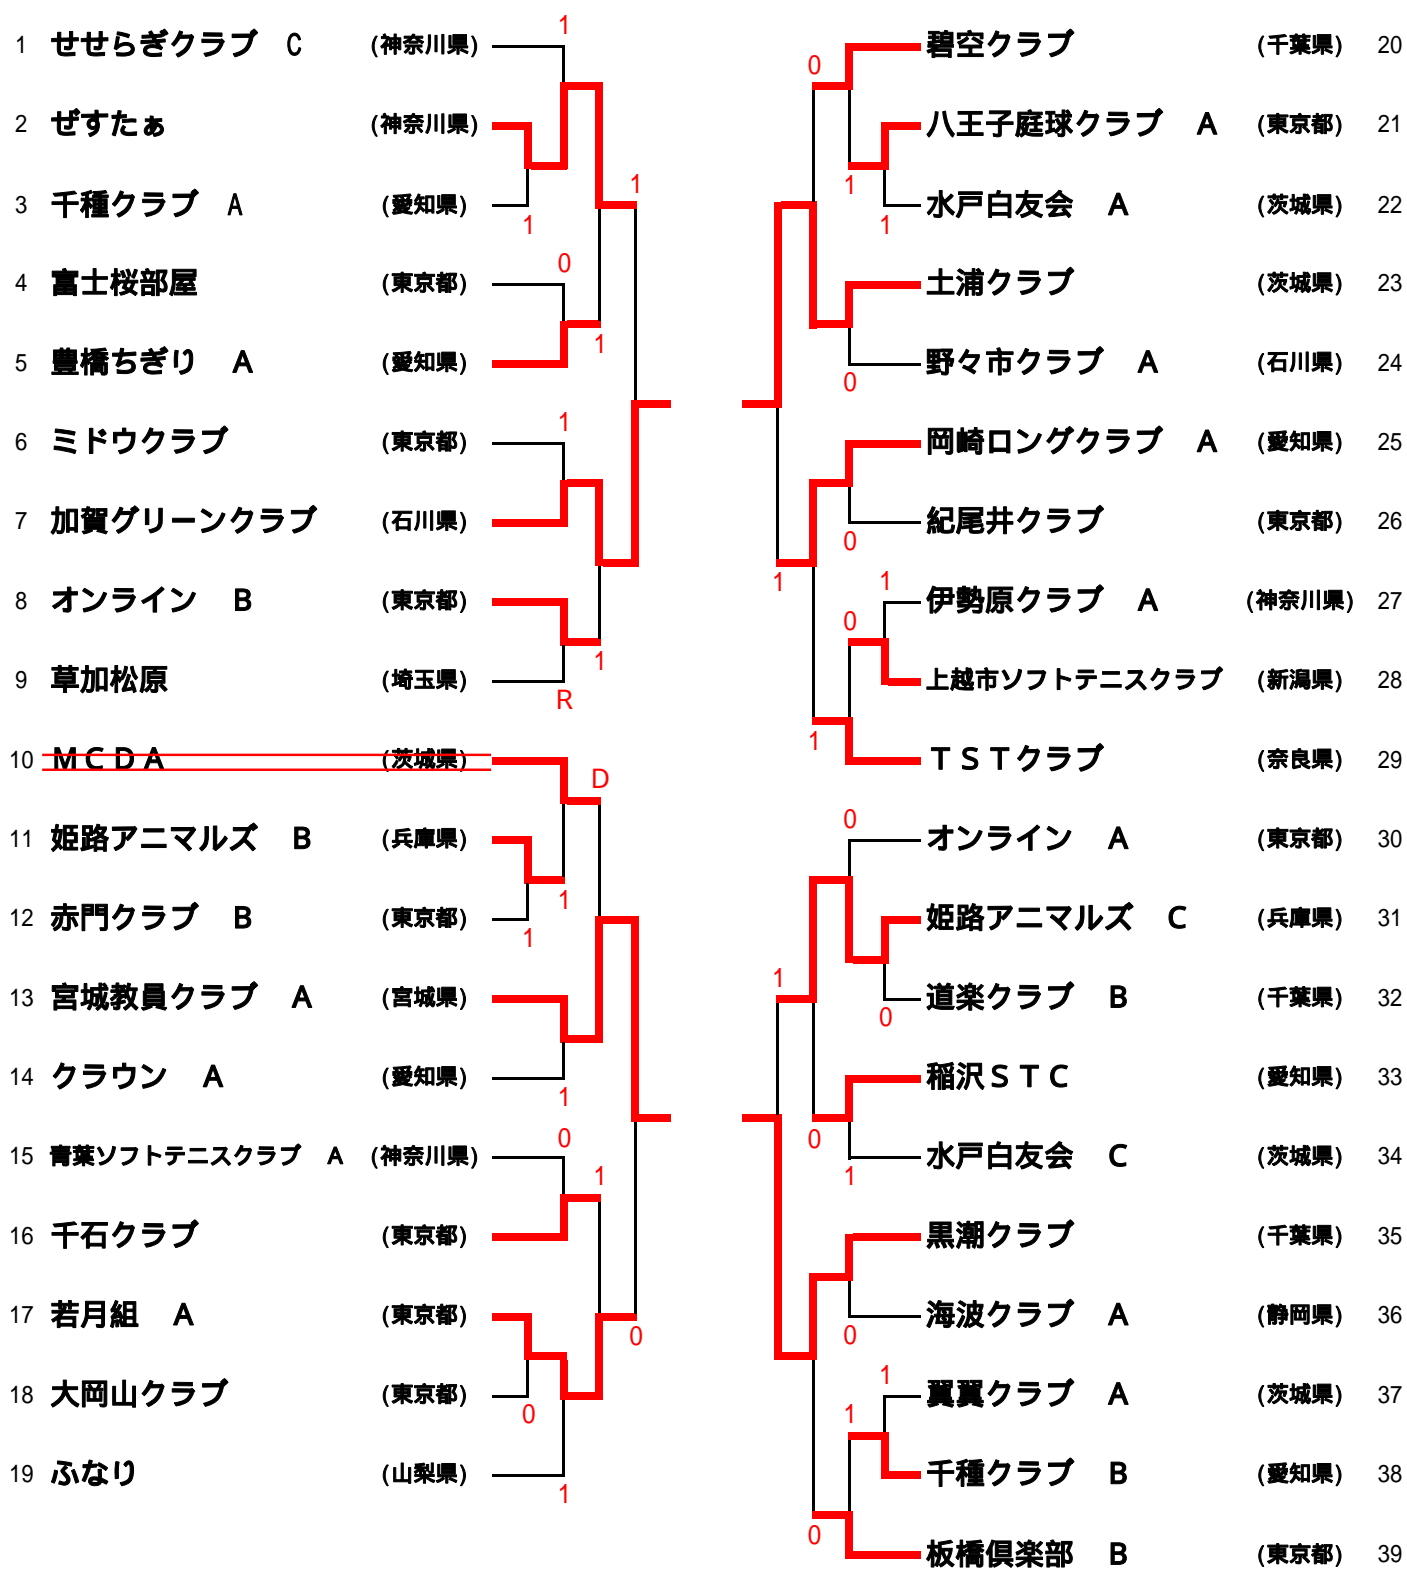 1 せせらぎクラブ C (神奈川県)
2 ぜすたぁ (神奈川県)
3 千種クラブ A (愛知県)
4 富士桜部屋 (東京都)
5 豊橋ちぎり A (愛知県)
6 ミドウクラブ (東京都)
7 加賀グリーンクラブ (石川県)
8 オンライン B (東京都)
9 草加松原 (埼玉県)
10 MCDA (茨城県)
11 姫路アニマルズ B (兵庫県)
12 赤門クラブ B (東京都)
13 宮城教員クラブ A (宮城県)
14 クラウン A (愛知県)
15 青葉ソフトテニスクラブ A (神奈川県)
16 千石クラブ (東京都)
17 若月組 A (東京都)
18 大岡山クラブ (東京都)
19 ふなり (山梨県)
1
1
1
0
1
1
1
R
D
1
1
1
0
1
0
0
1
碧空クラブ (千葉県) 20
八王子庭球クラブ A (東京都) 21
水戸白友会 A (茨城県) 22
土浦クラブ (茨城県) 23
野々市クラブ A (石川県) 24
岡崎ロングクラブ A (愛知県) 25
紀尾井クラブ (東京都) 26
伊勢原クラブ A (神奈川県) 27
上越市ソフトテニスクラブ (新潟県) 28
TSTクラブ (奈良県) 29
オンライン A (東京都) 30
姫路アニマルズ C (兵庫県) 31
道楽クラブ B (千葉県) 32
稲沢STC (愛知県) 33
水戸白友会 C (茨城県) 34
黒潮クラブ (千葉県) 35
海波クラブ A (静岡県) 36
翼翼クラブ A (茨城県) 37
千種クラブ B (愛知県) 38
板橋倶楽部 B (東京都) 39
0
1
1
0
0
1
1
0
1
0
1
0
0
1
0
1
1
0